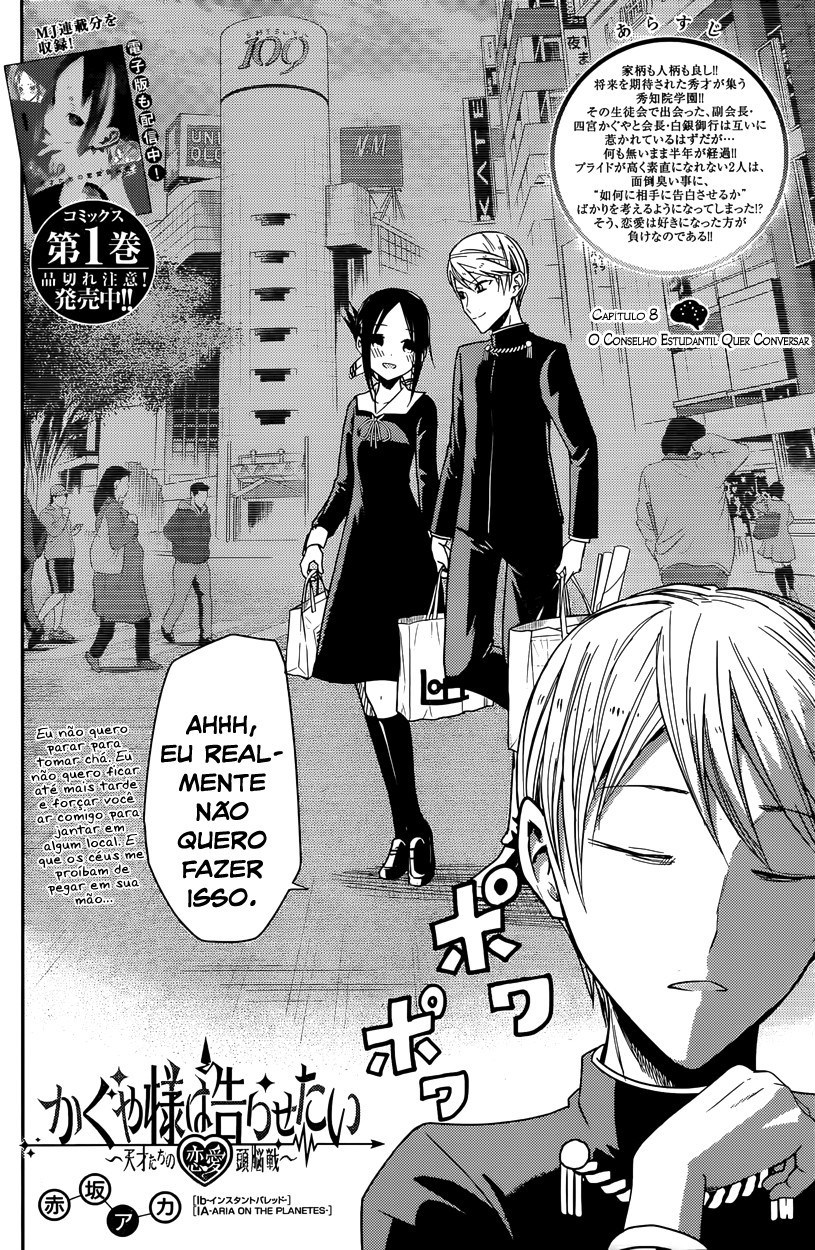 MJ連載分を
収録!
電子版も配信中!
コミックス
第1巻
品切れ注意!
発売中!!
109
UNI
OLO
H&M
KATE
夜
ま
あらすじ
家柄も人柄も良し!!
将来を期待された秀才が集う
秀知院学園!!
その生徒会で出会った、副会長・
四宮かぐやと会長・白銀御行は互いに
惹かれているはずだが…
何も無いまま半年が経過!!
プライドが高く素直になれない2人は、
面倒臭い事に、
“如何に相手に告白させるか”
ばかりを考えるようになってしまった!?
そう、恋愛は好きになった方が
負けなのである!!
Capitulo 8
O Conselho Estudantil Quer Conversar
AHHH,
EU REAL-
MENTE
NÃO
QUERO
FAZER
ISSO.
Eu não quero
parar para
tomar chá. Eu
não quero ficar
até mais tarde
e forçar você
ar comigo para
jantar em
algum local. E
que os céus me
proíbam de
pegar em sua
mão...
ポワ
ポワ
かぐや様は告らせたい
~天才たちの恋愛頭脳戦~
赤坂アカ
[Ib-インスタントバレット-]
[IA-ARIA ON THE PLANETES-]